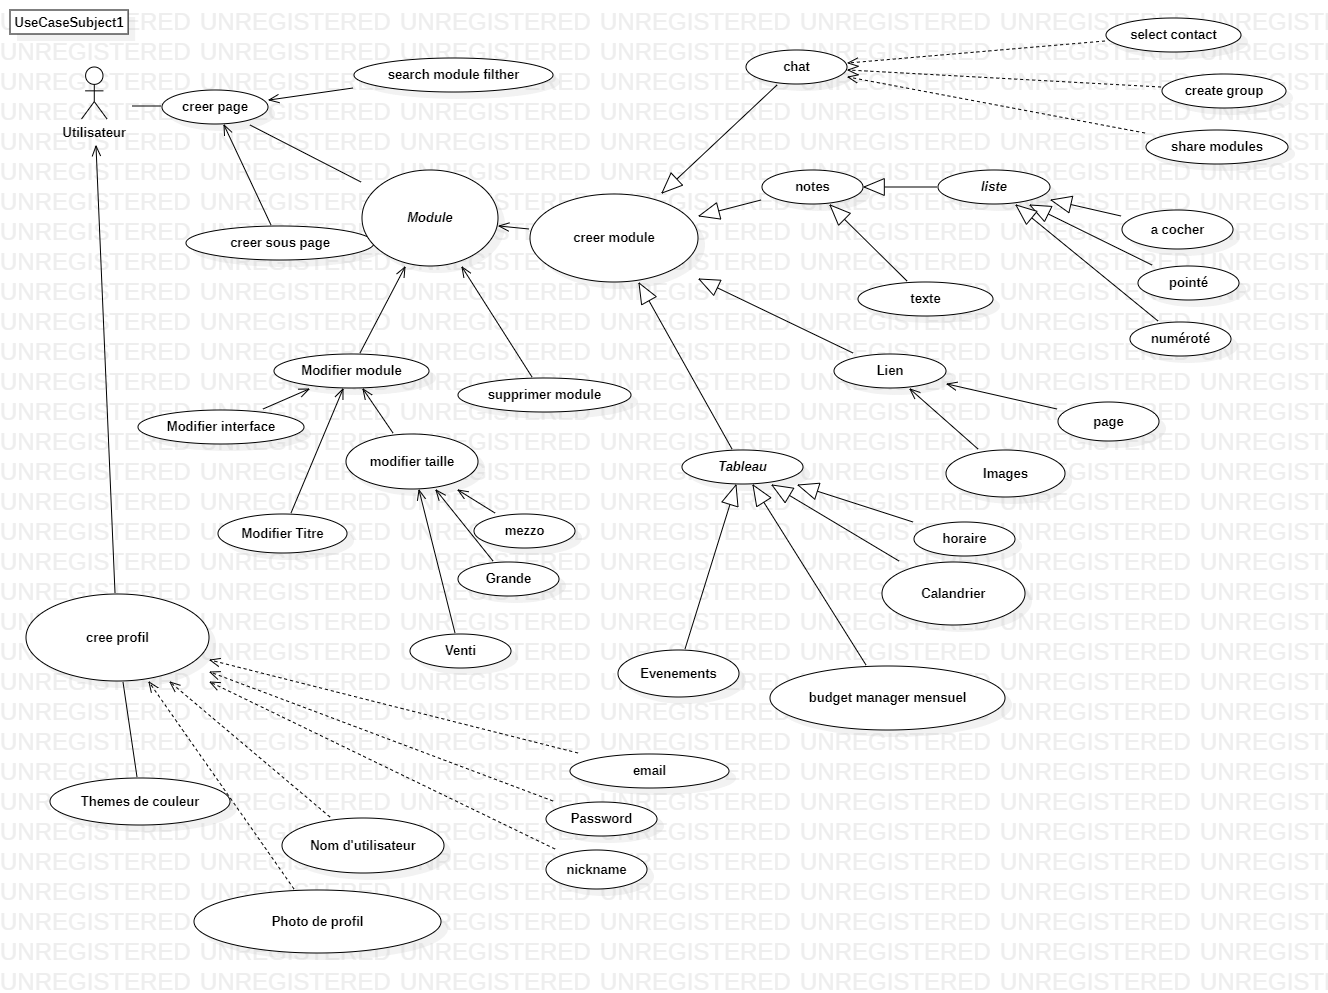 UseCaseSubject1
select contact
search module filther
chat
creer page
create group
Utilisateur
share modules
notes
liste
Module
creer module
a cocher
creer sous page
pointé
texte
numéroté
Modifier module
Lien
supprimer module
page
Modifier interface
modifier taille
Tableau
Images
Modifier Titre
mezzo
horaire
Grande
Calandrier
cree profil
Venti
Evenements
budget manager mensuel
email
Themes de couleur
Password
Nom d'utilisateur
nickname
Photo de profil
UNREGISTERED